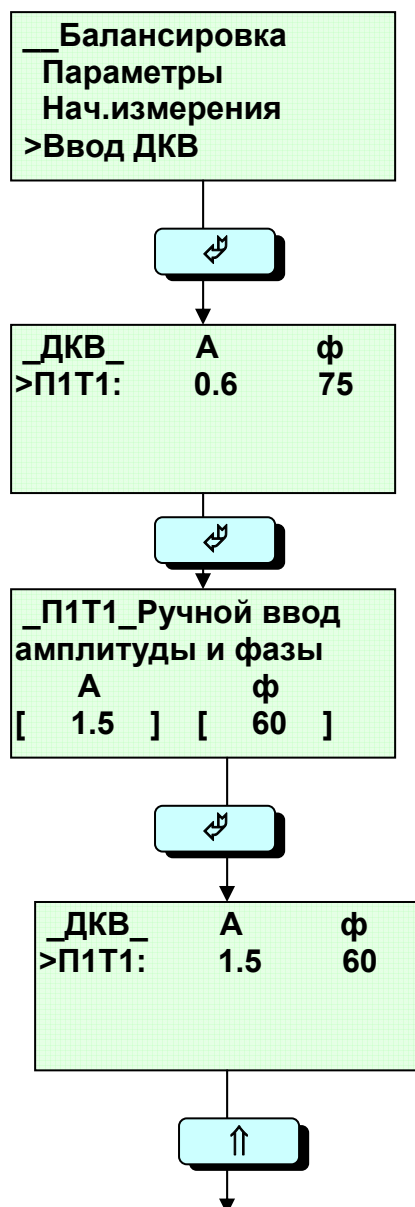 __Балансировка
Параметры
Нач.измерения
>Ввод ДКВ
_ДКВ_ А ф
>П1Т1: 0.6 75
_П1Т1_Ручной ввод
амплитуды и фазы
А ф
[ 1.5 ] [ 60 ]
_ДКВ_ А ф
>П1Т1: 1.5 60
⇑